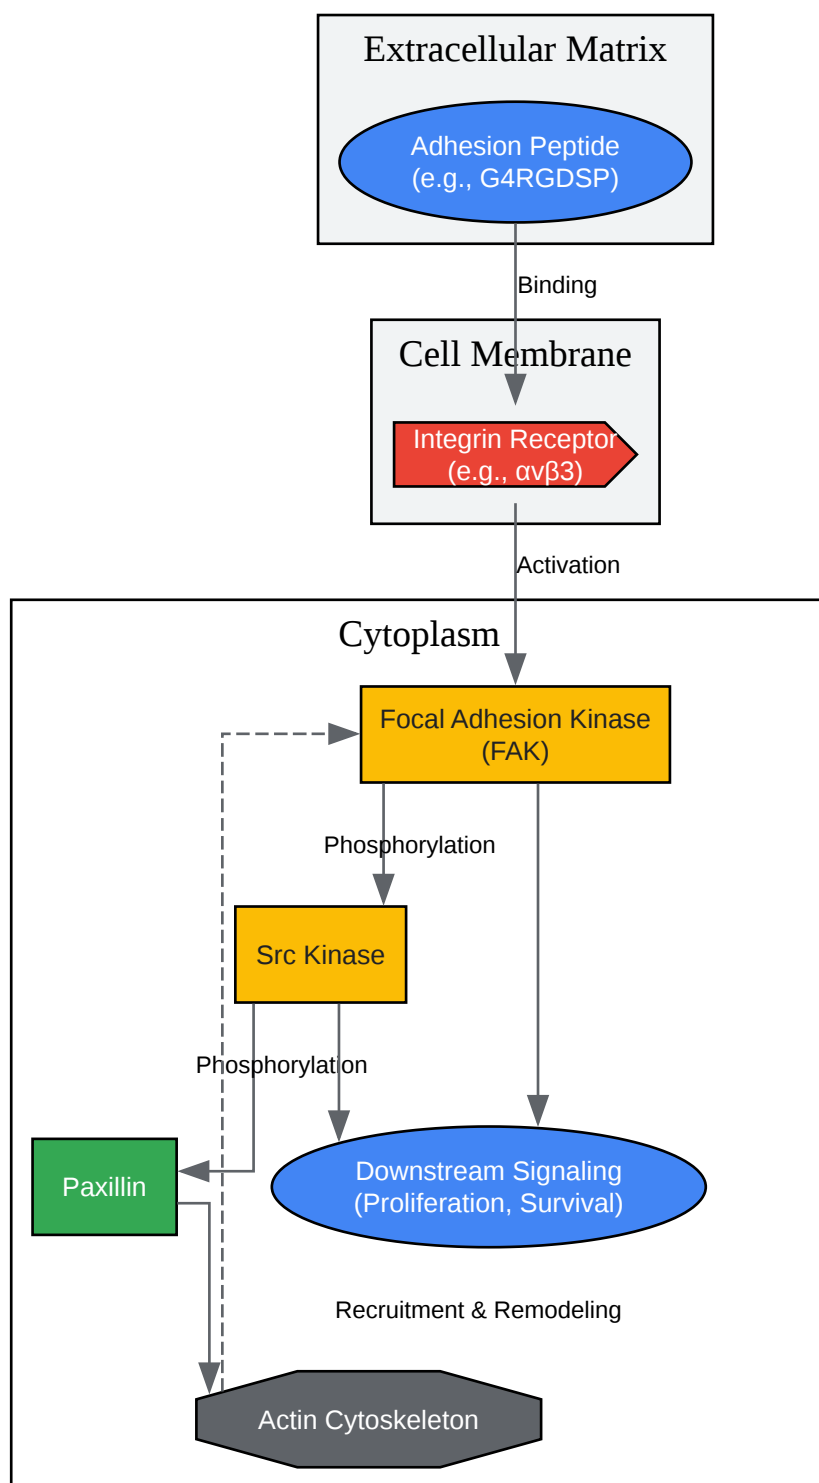 Extracellular Matrix
Adhesion Peptide
(e.g., G4RGDSP)
Binding
Cell Membrane
Integrin Receptor
(e.g., αvβ3)
Activation
Cytoplasm
Focal Adhesion Kinase
(FAK)
Phosphorylation
Src Kinase
Phosphorylation
Paxillin
Downstream Signaling
(Proliferation, Survival)
Recruitment & Remodeling
Actin Cytoskeleton